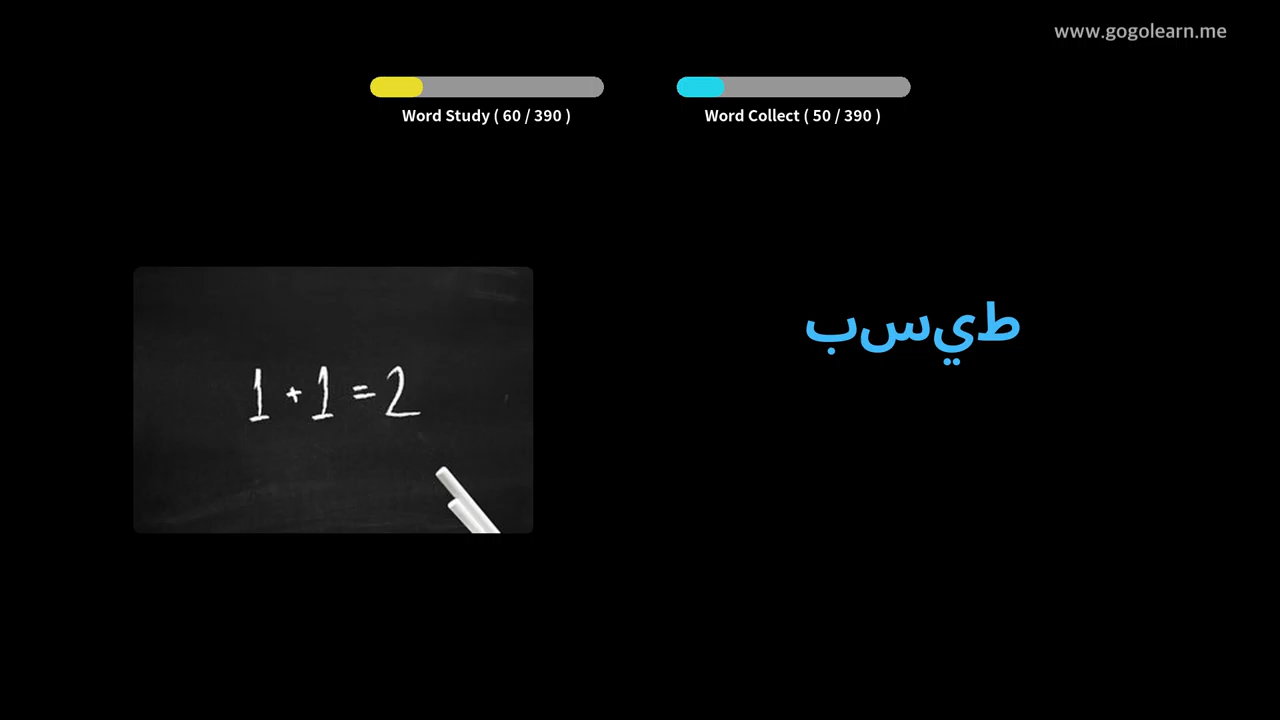 www.gogolearn.me
Word Study ( 60 / 390 )
Word Collect ( 50 / 390 )
بسيط
1 + 1 = 2